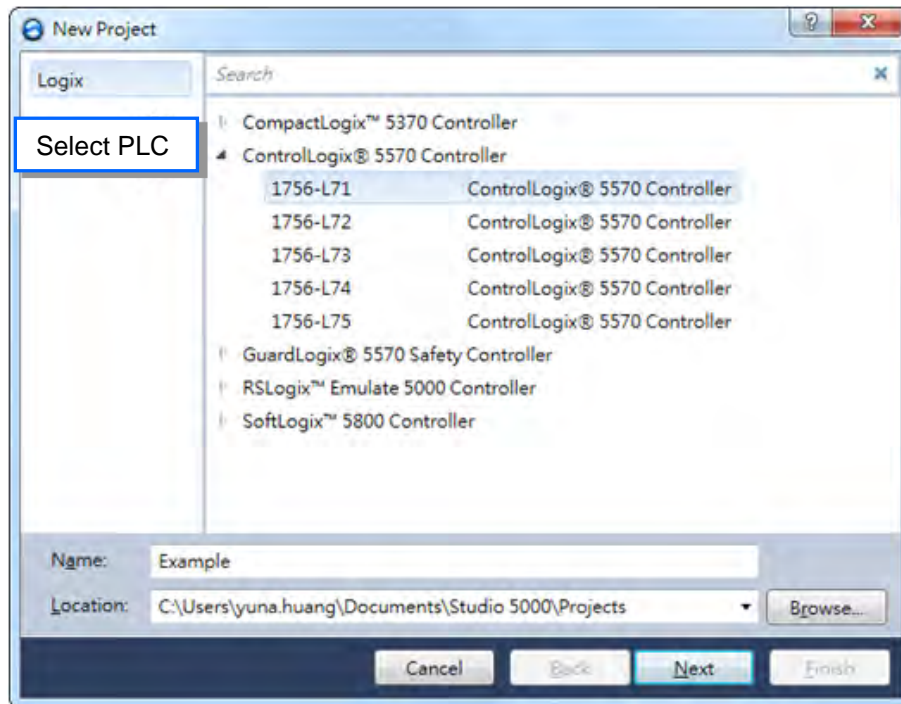 New Project
Logix
Search
Select PLC
CompactLogix™ 5370 Controller
ControlLogix® 5570 Controller
1756-L71 ControlLogix® 5570 Controller
1756-L72 ControlLogix® 5570 Controller
1756-L73 ControlLogix® 5570 Controller
1756-L74 ControlLogix® 5570 Controller
1756-L75 ControlLogix® 5570 Controller
GuardLogix® 5570 Safety Controller
RSLogix™ Emulate 5000 Controller
SoftLogix™ 5800 Controller
Name: Example
Location: C:\Users\yuna.huang\Documents\Studio 5000\Projects Browse...
Cancel Back Next Finish